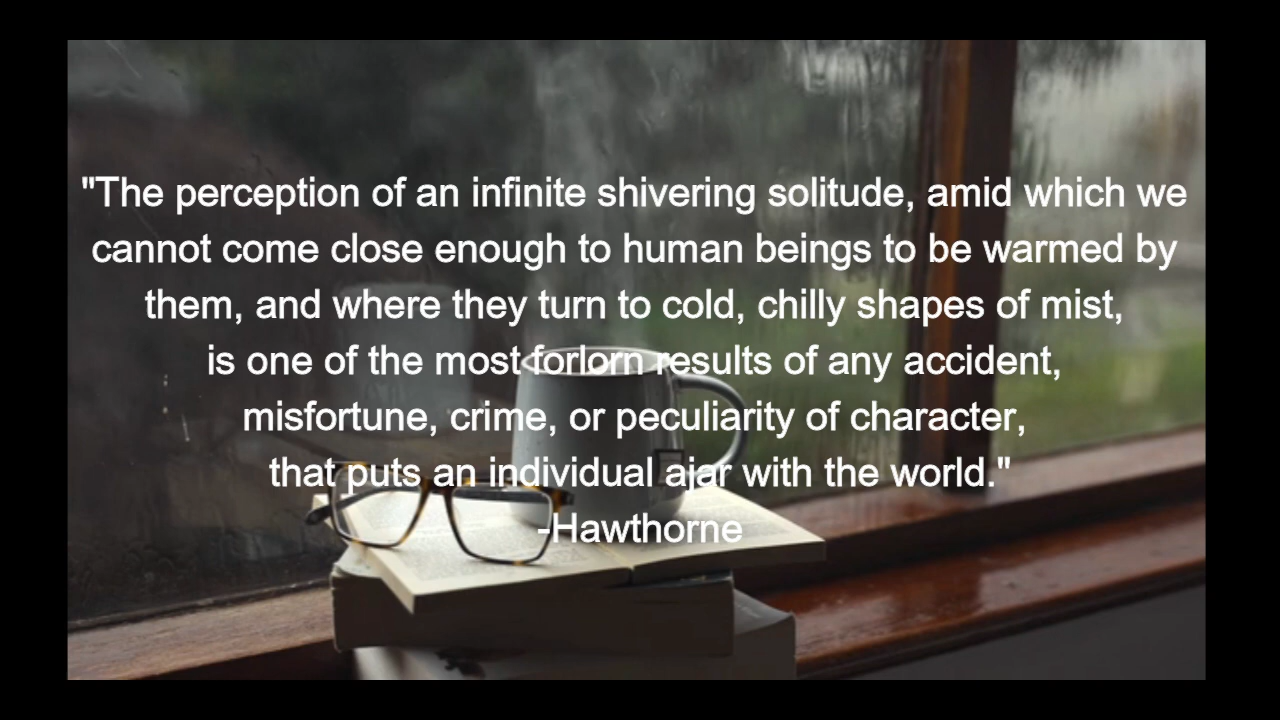 "The perception of an infinite shivering solitude, amid which we
cannot come close enough to human beings to be warmed by
them, and where they turn to cold, chilly shapes of mist,
is one of the most forlorn results of any accident,
misfortune, crime, or peculiarity of character,
that puts an individual ajar with the world."
-Hawthorne